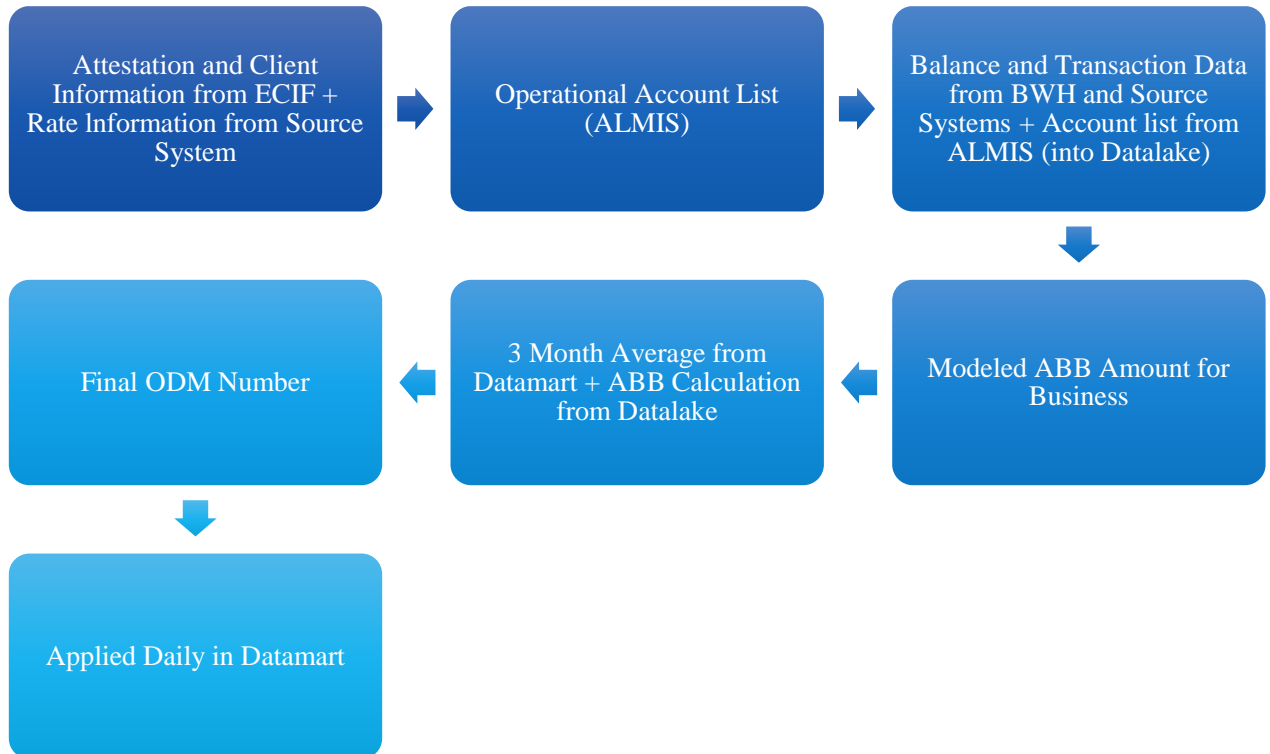 Attestation and Client
Information from ECIF +
Rate lnformation from Source
System
Operational Account List
(ALMIS)
Balance and Transaction Data
from BWH and Source
Systems + Account list from
ALMIS (into Datalake)
Modeled ABB Amount for
Business
3 Month Average from
Datamart + ABB Calculation
from Datalake
Final ODM Number
Applied Daily in Datamart